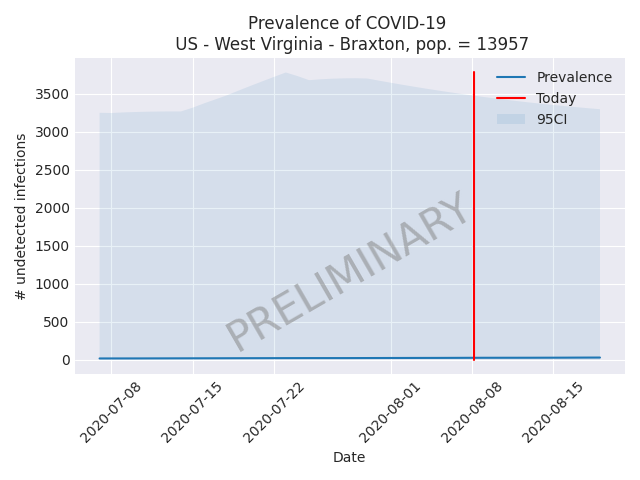 Prevalence of COVID-19
US - West Virginia - Braxton, pop. = 13957
Prevalence
Today
95CI
# undetected infections
3500
3000
2500
2000
1500
1000
500
0
PRELIMINARY
2020-07-08
2020-07-15
2020-07-22
2020-08-01
2020-08-08
2020-08-15
Date